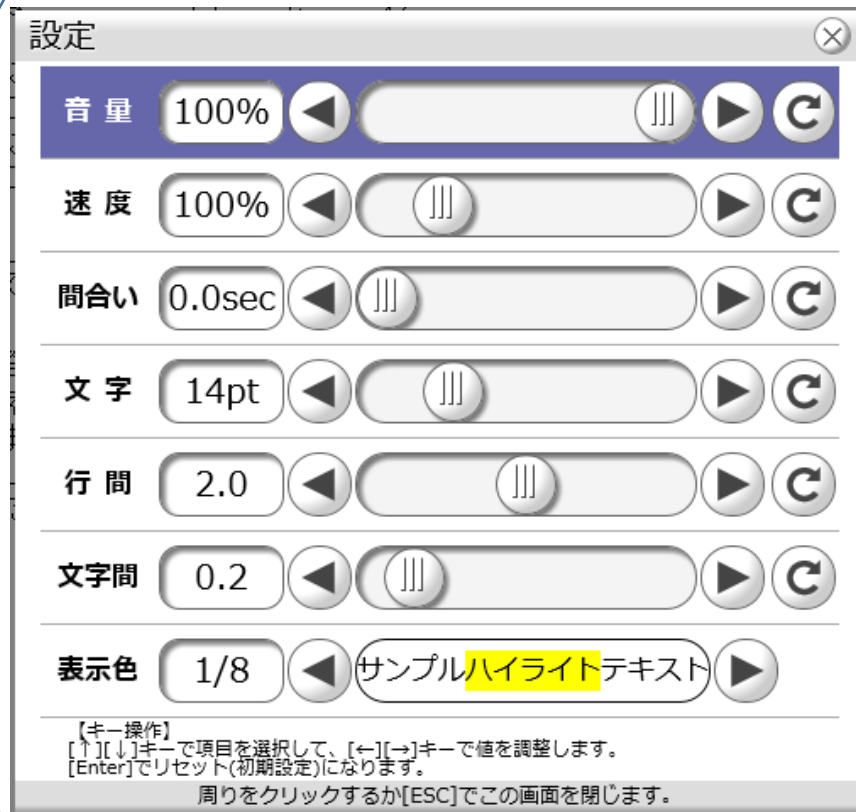 設定
音 量 100%
速 度 100%
間合い 0.0sec
文 字 14pt
行 間 2.0
文字間 0.2
表示色 1/8 サンプルハイライトテキスト
【キー操作】
[↑][↓]キーで項目を選択して、[←][→]キーで値を調整します。
[Enter]でリセット(初期設定)になります。
周りをクリックするか[ESC]でこの画面を閉じます。